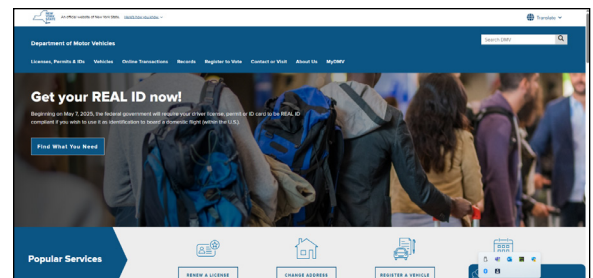 NEW YORK STATE
An official website of New York State.
Translate
Department of Motor Vehicles
Search DMV
Licenses, Permits & IDs Vehicles Online Transactions Records Register to Vote Contact or Visit About Us MyDMV
Get your REAL ID now!
Beginning on May 7, 2025, the federal government will require your driver license, permit or ID card to be REAL ID
compliant if you wish to use it as identification to board a domestic flight (within the U.S.).
Find What You Need
Popular Services
RENEW A LICENSE CHANGE ADDRESS REGISTER A VEHICLE